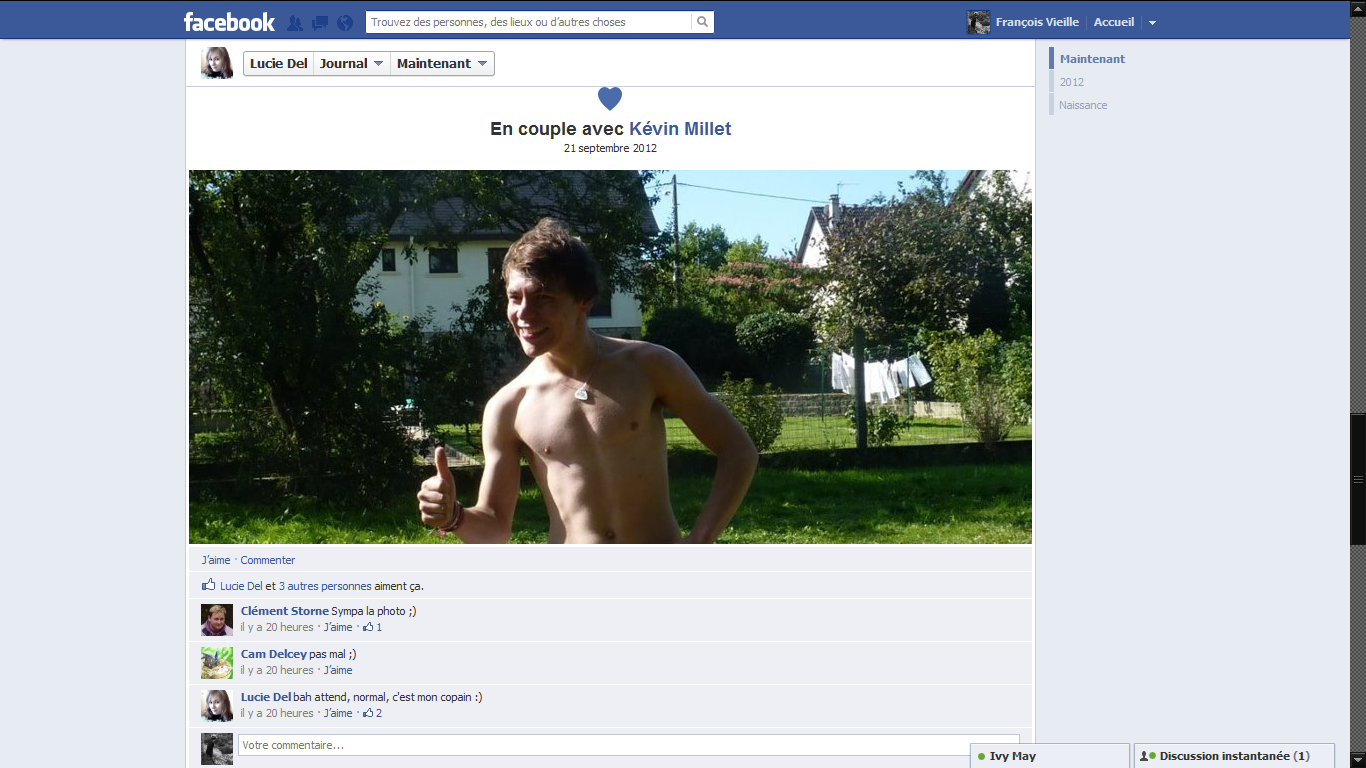 facebook
Trouvez des personnes, des lieux ou d'autres choses
François Vieille
Accueil
Lucie Del
Journal
Maintenant
Maintenant
2012
Naissance
En couple avec Kévin Millet
21 septembre 2012
J'aime · Commenter
Lucie Del et 3 autres personnes aiment ça.
Clément Storne Sympa la photo ;)
il y a 20 heures · J'aime · 1
Cam Delcey pas mal ;)
il y a 20 heures · J'aime
Lucie Del bah attend, normal, c'est mon copain :)
il y a 20 heures · J'aime · 2
Votre commentaire...
Ivy May
Discussion instantanée (1)